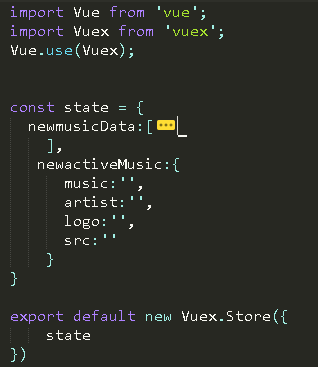 import Vue from 'vue';
import Vuex from 'vuex';
Vue.use(Vuex);
const state = {
newmusicData:[
],
newactiveMusic:{
music:'',
artist:'',
logo:'',
src:''
}
}
export default new Vuex.Store({
state
})